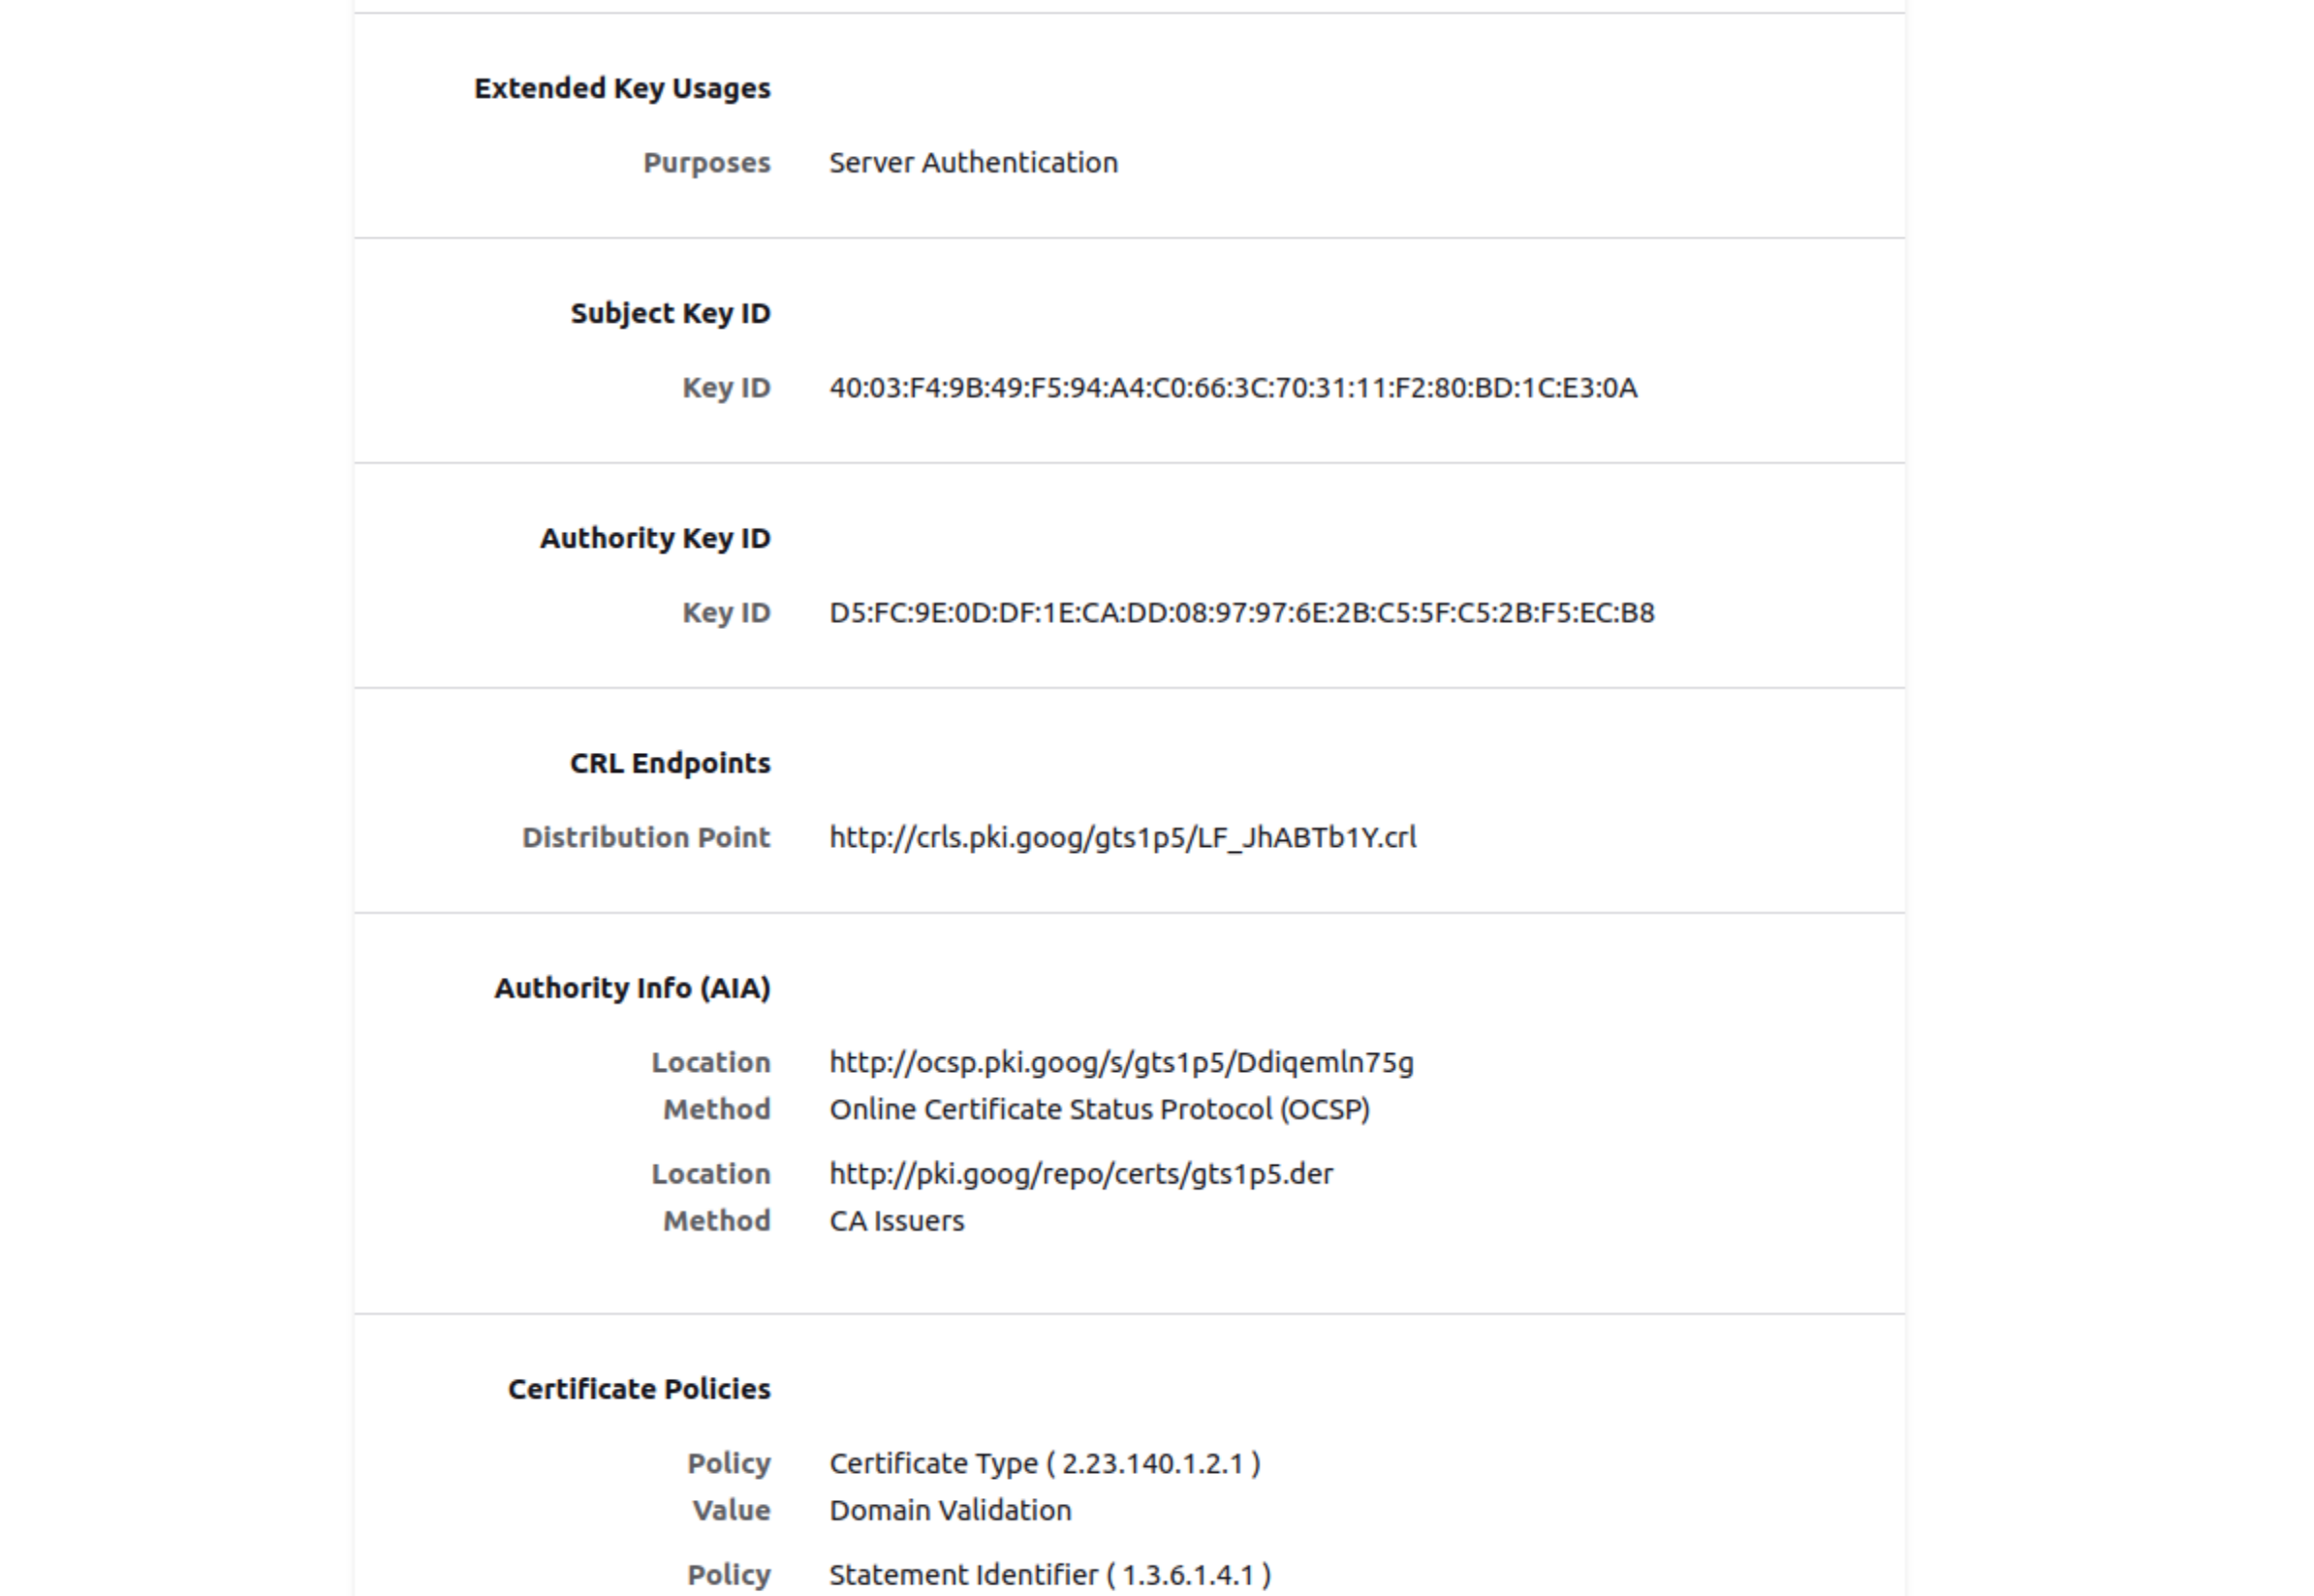 Extended Key Usages
Purposes Server Authentication
Subject Key ID
Key ID 40:03:F4:9B:49:F5:94:A4:C0:66:3C:70:31:11:F2:80:BD:1C:E3:0A
Authority Key ID
Key ID D5:FC:9E:0D:DF:1E:CA:DD:08:97:97:6E:2B:C5:5F:C5:2B:F5:EC:B8
CRL Endpoints
Distribution Point http://crls.pki.goog/gts1p5/LF_JhABTb1Y.crl
Authority Info (AIA)
Location http://ocsp.pki.goog/s/gts1p5/Ddiqemln75g
Method Online Certificate Status Protocol (OCSP)
Location http://pki.goog/repo/certs/gts1p5.der
Method CA Issuers
Certificate Policies
Policy Certificate Type ( 2.23.140.1.2.1 )
Value Domain Validation
Policy Statement Identifier ( 1.3.6.1.4.1 )